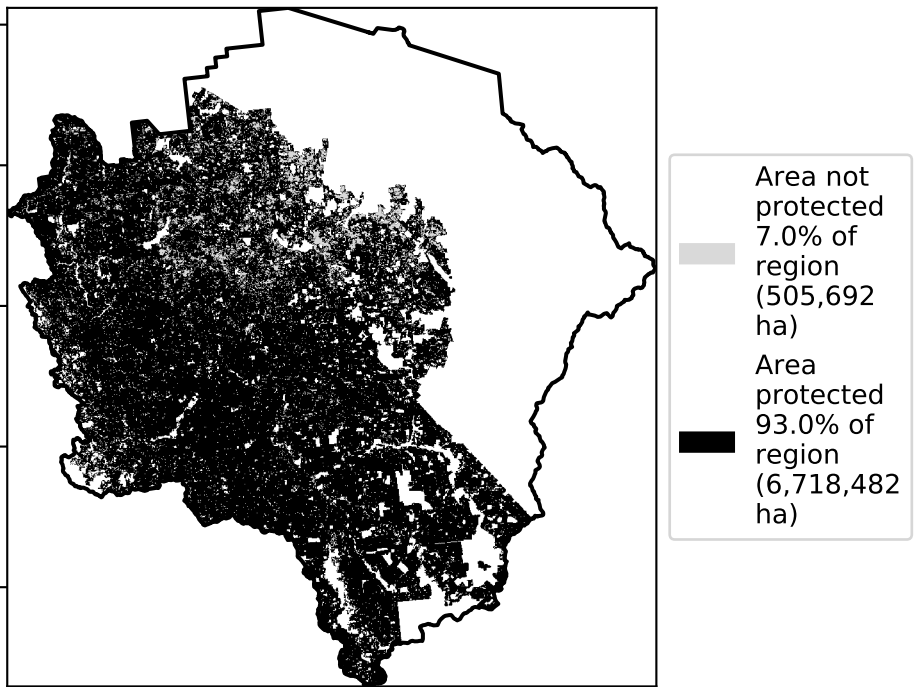 Area not
protected
7.0% of
region
(505,692
ha)
Area
protected
93.0% of
region
(6,718,482
ha)